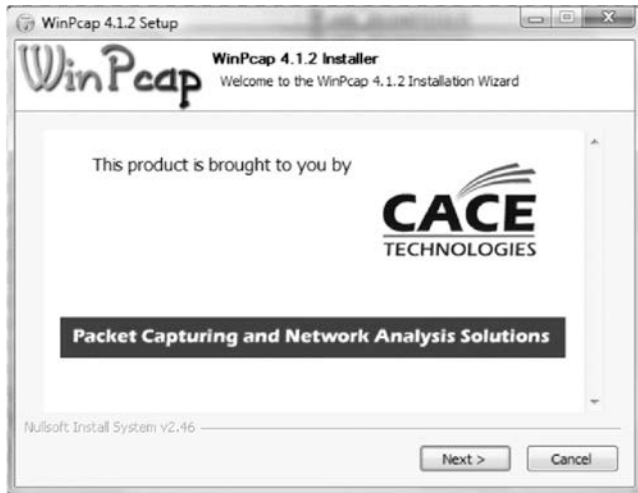 WinPcap 4.1.2 Setup
WinPcap
WinPcap 4.1.2 Installer
Welcome to the WinPcap 4.1.2 Installation Wizard
This product is brought to you by
CACE
TECHNOLOGIES
Packet Capturing and Network Analysis Solutions
Nullsoft Install System v2.46
Next >
Cancel